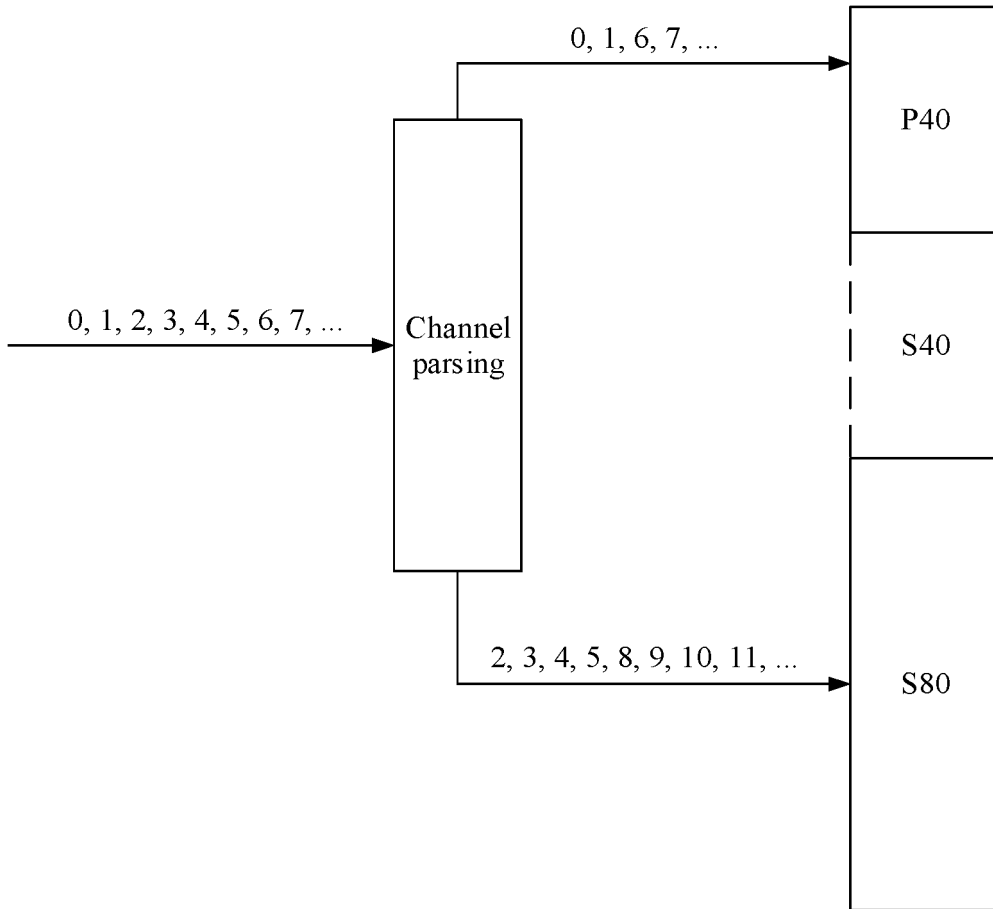 0, 1, 6, 7, ...
P40
0, 1, 2, 3, 4, 5, 6, 7, ...
Channel
parsing
S40
2, 3, 4, 5, 8, 9, 10, 11, ...
S80